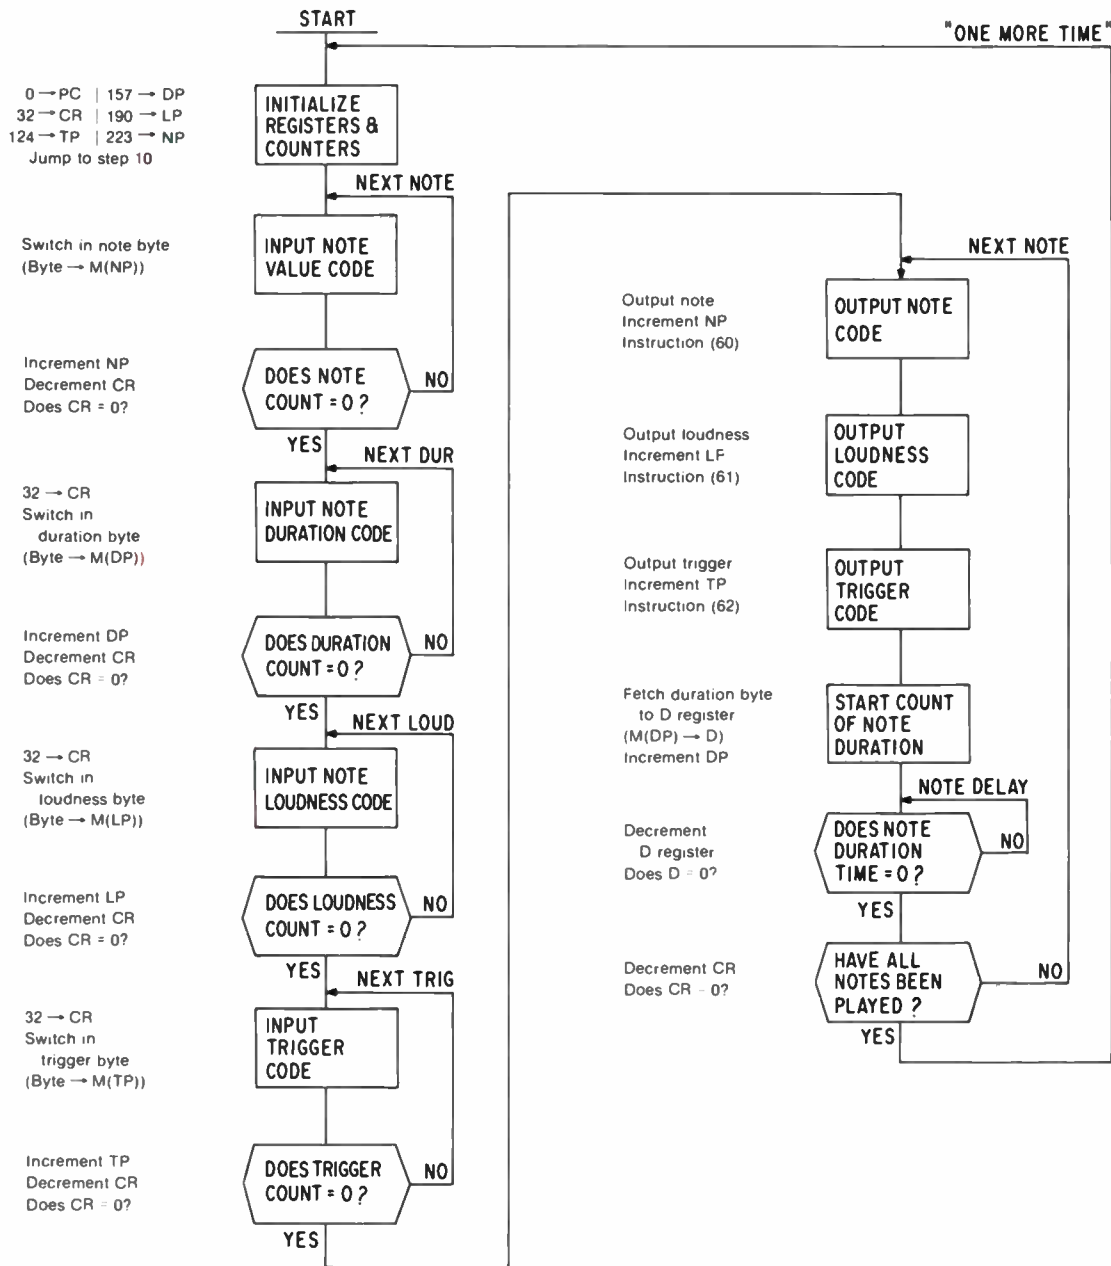 START
"ONE MORE TIME"
0→PC | 157→DP
32→CR | 190→LP
124→TP | 223→NP
Jump to step 10
INITIALIZE
REGISTERS &
COUNTERS
NEXT NOTE
Switch in note byte
(Byte → M(NP))
INPUT NOTE
VALUE CODE
Increment NP
Decrement CR
Does CR = 0?
DOES NOTE
COUNT = 0?
NO
YES
NEXT DUR
32 → CR
Switch in
duration byte
(Byte → M(DP))
INPUT NOTE
DURATION CODE
Increment DP
Decrement CR
Does CR = 0?
DOES DURATION
COUNT = 0?
NO
YES
NEXT LOUD
32 → CR
Switch in
loudness byte
(Byte → M(LP))
INPUT NOTE
LOUDNESS CODE
Increment LP
Decrement CR
Does CR = 0?
DOES LOUDNESS
COUNT = 0?
NO
YES
NEXT TRIG
32 → CR
Switch in
trigger byte
(Byte → M(TP))
INPUT
TRIGGER
CODE
Increment TP
Decrement CR
Does CR = 0?
DOES TRIGGER
COUNT = 0?
NO
YES
NEXT NOTE
Output note
Increment NP
Instruction (60)
OUTPUT NOTE
CODE
Output loudness
Increment LF
Instruction (61)
OUTPUT
LOUDNESS
CODE
Output trigger
Increment TP
Instruction (62)
OUTPUT
TRIGGER
CODE
Fetch duration byte
to D register
(M(DP) → D)
Increment DP
START COUNT
OF NOTE
DURATION
NOTE DELAY
Decrement
D register
Does D = 0?
DOES NOTE
DURATION
TIME = 0?
NO
YES
Decrement CR
Does CR = 0?
HAVE ALL
NOTES BEEN
PLAYED?
NO
YES